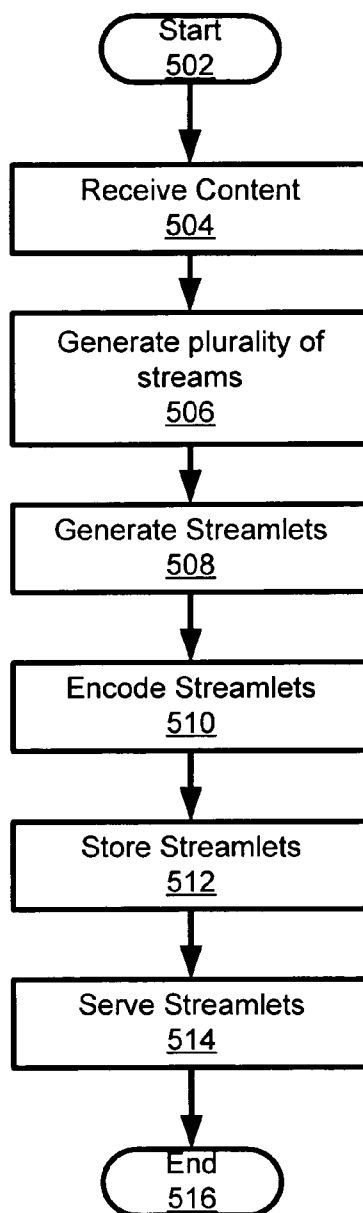 Start
502
Receive Content
504
Generate plurality of
streams
506
Generate Streamlets
508
Encode Streamlets
510
Store Streamlets
512
Serve Streamlets
514
End
516